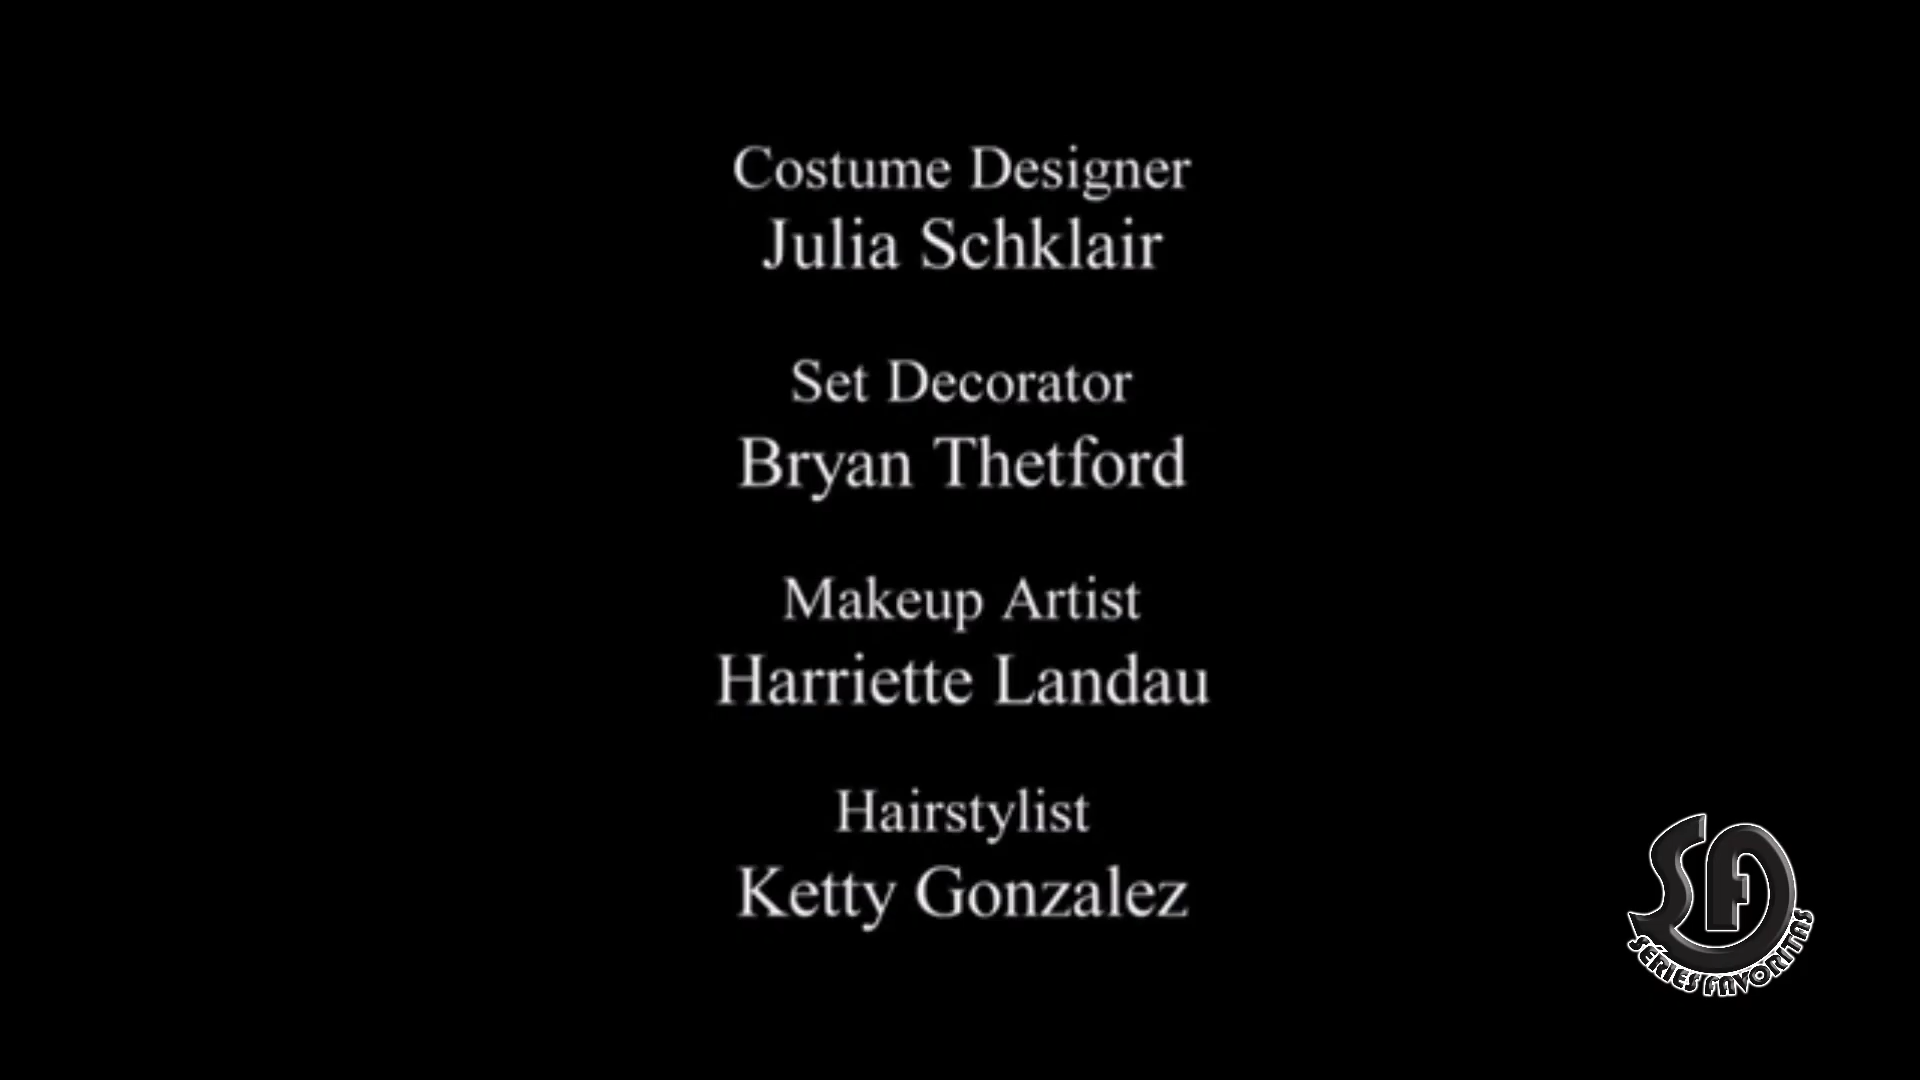 Costume Designer
Julia Schklair
Set Decorator
Bryan Thetford
Makeup Artist
Harriette Landau
Hairstylist
Ketty Gonzalez
SF
SÉRIES FAVORITAS